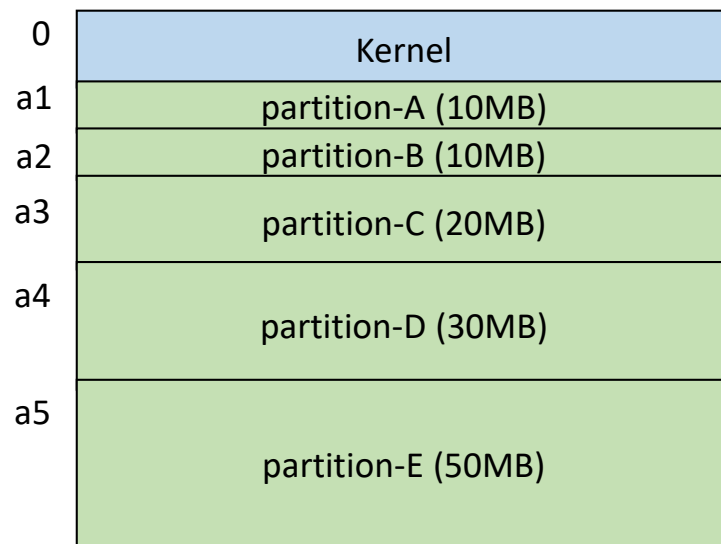 0
Kernel
a1
partition-A (10MB)
a2
partition-B (10MB)
a3
partition-C (20MB)
a4
partition-D (30MB)
a5
partition-E (50MB)